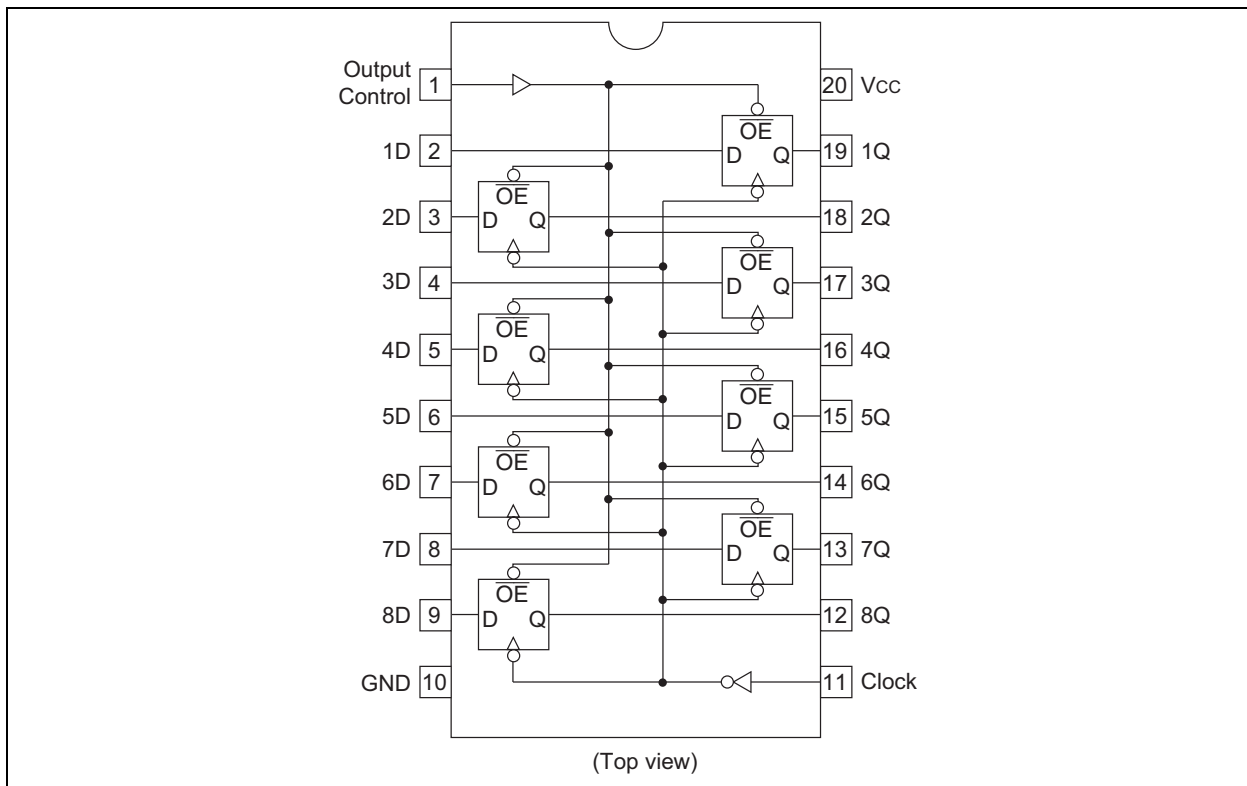 Output
Control 1
20 VCC
OE
1D 2
D Q
19 1Q
OE
2D 3
D Q
18 2Q
OE
3D 4
D Q
17 3Q
OE
4D 5
D Q
16 4Q
OE
5D 6
D Q
15 5Q
OE
6D 7
D Q
14 6Q
OE
7D 8
D Q
13 7Q
OE
8D 9
D Q
12 8Q
GND 10
11 Clock
(Top view)